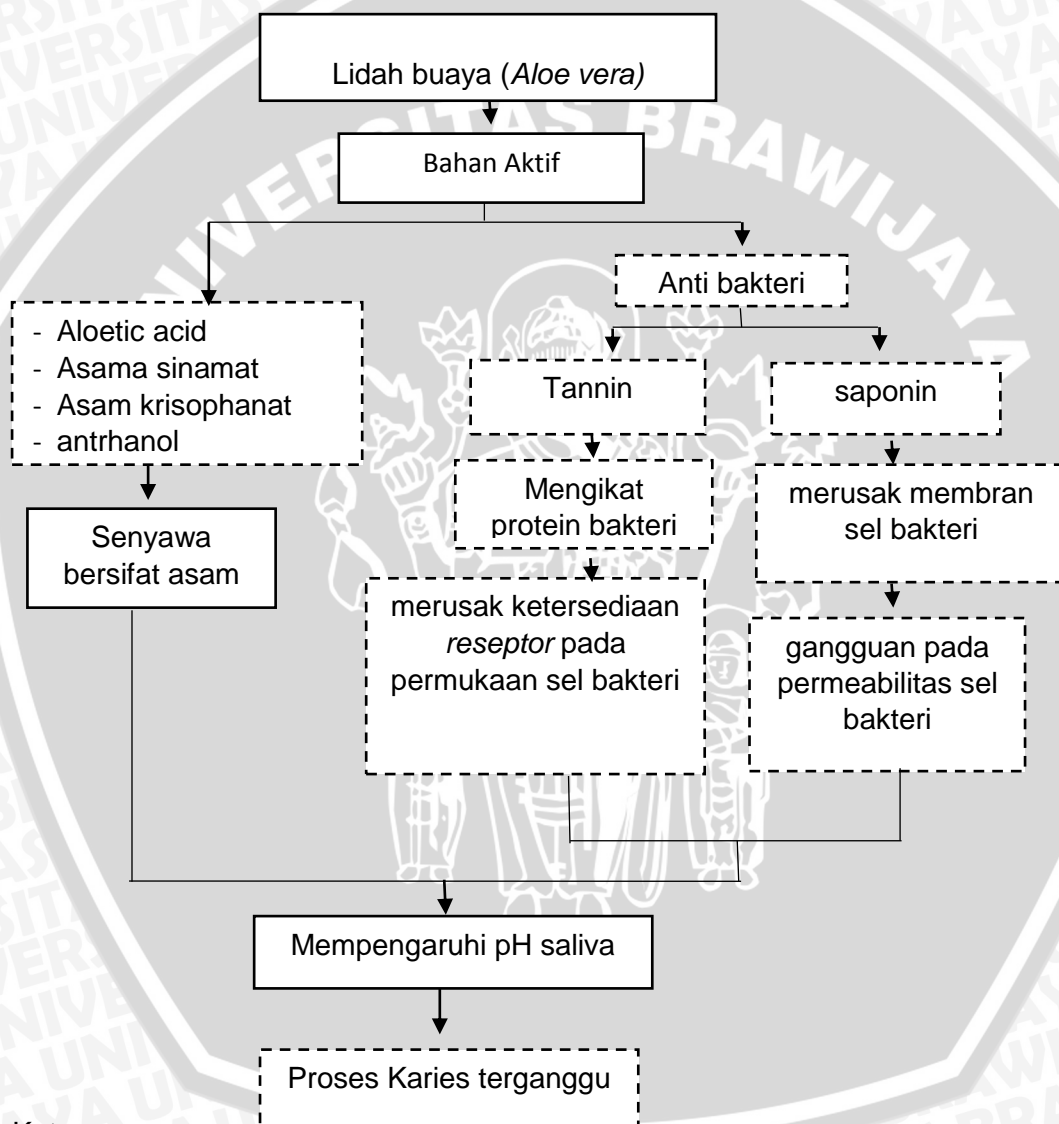 Lidah buaya (Aloe vera)
UNIVERSITAS BRAWIJAYA
Bahan Aktif
Anti bakteri
- Aloetic acid
- Asama sinamat
- Asam krisophanat
- antrhanol
Tannin
saponin
Mengikat
protein bakteri
merusak membran
sel bakteri
Senyawa
bersifat asam
merusak ketersediaan
reseptor pada
permukaan sel bakteri
gangguan pada
permeabilitas sel
bakteri
Mempengaruhi pH saliva
Proses Karies terganggu